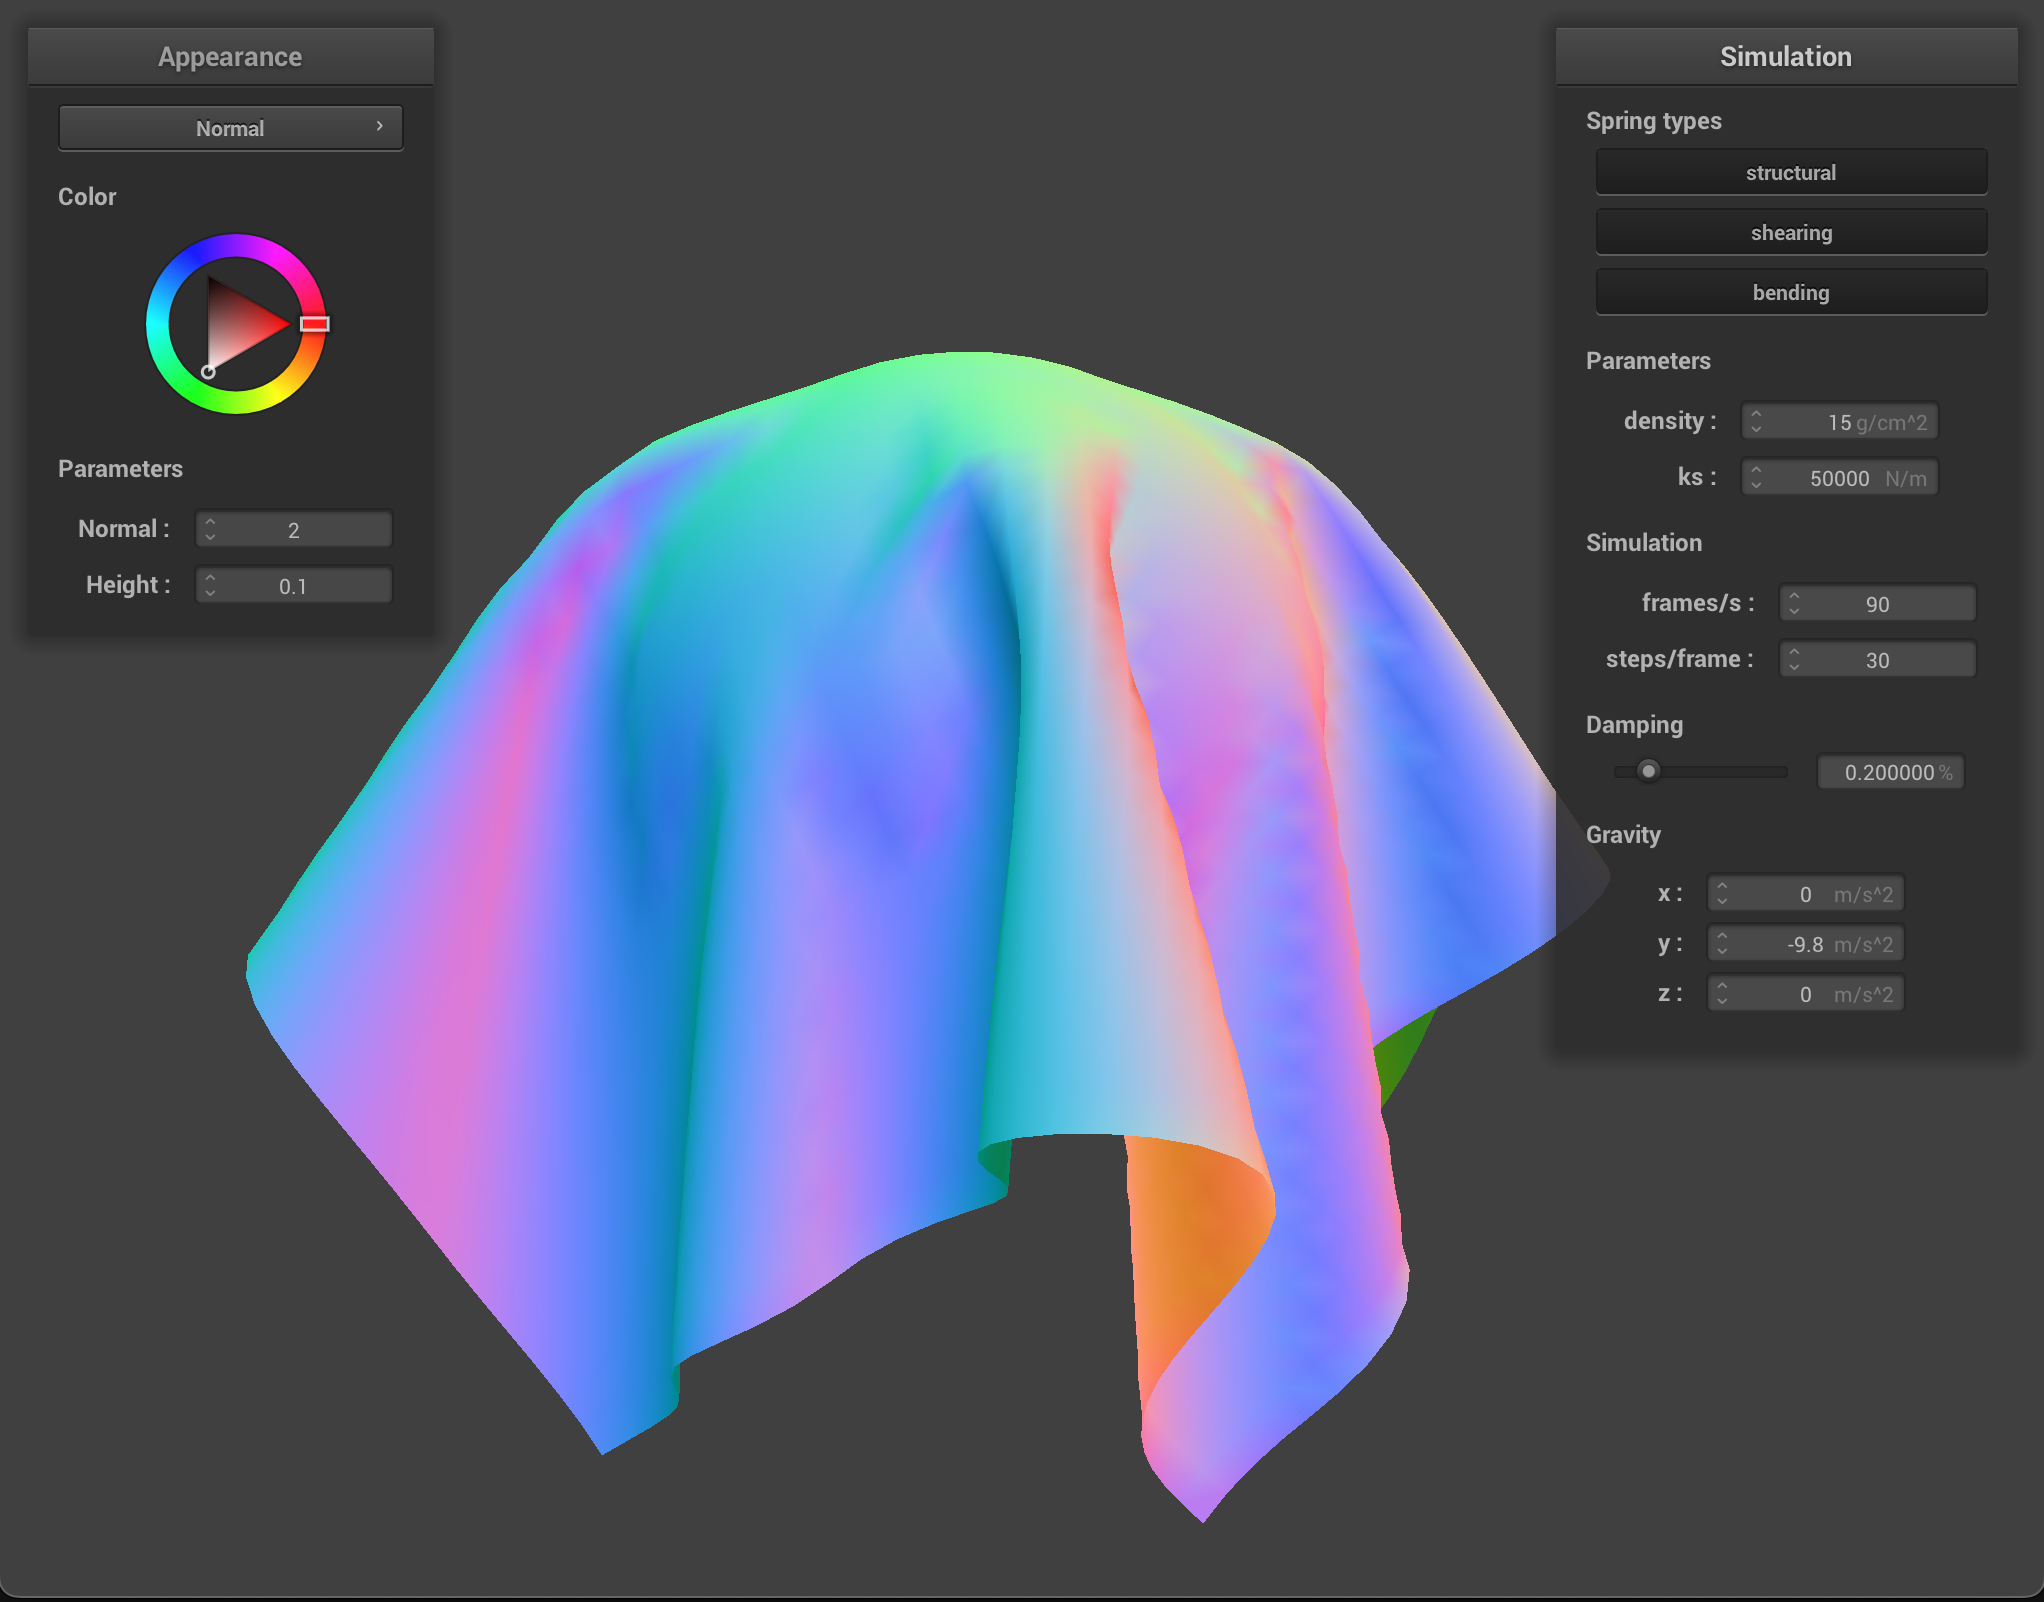 Appearance
Normal
Color
Parameters
Normal : 2
Height : 0.1
Simulation
Spring types
structural
shearing
bending
Parameters
density : 15 g/cm^2
ks : 50000 N/m
Simulation
frames/s : 90
steps/frame : 30
Damping
0.200000 %
Gravity
x : 0 m/s^2
y : -9.8 m/s^2
z : 0 m/s^2